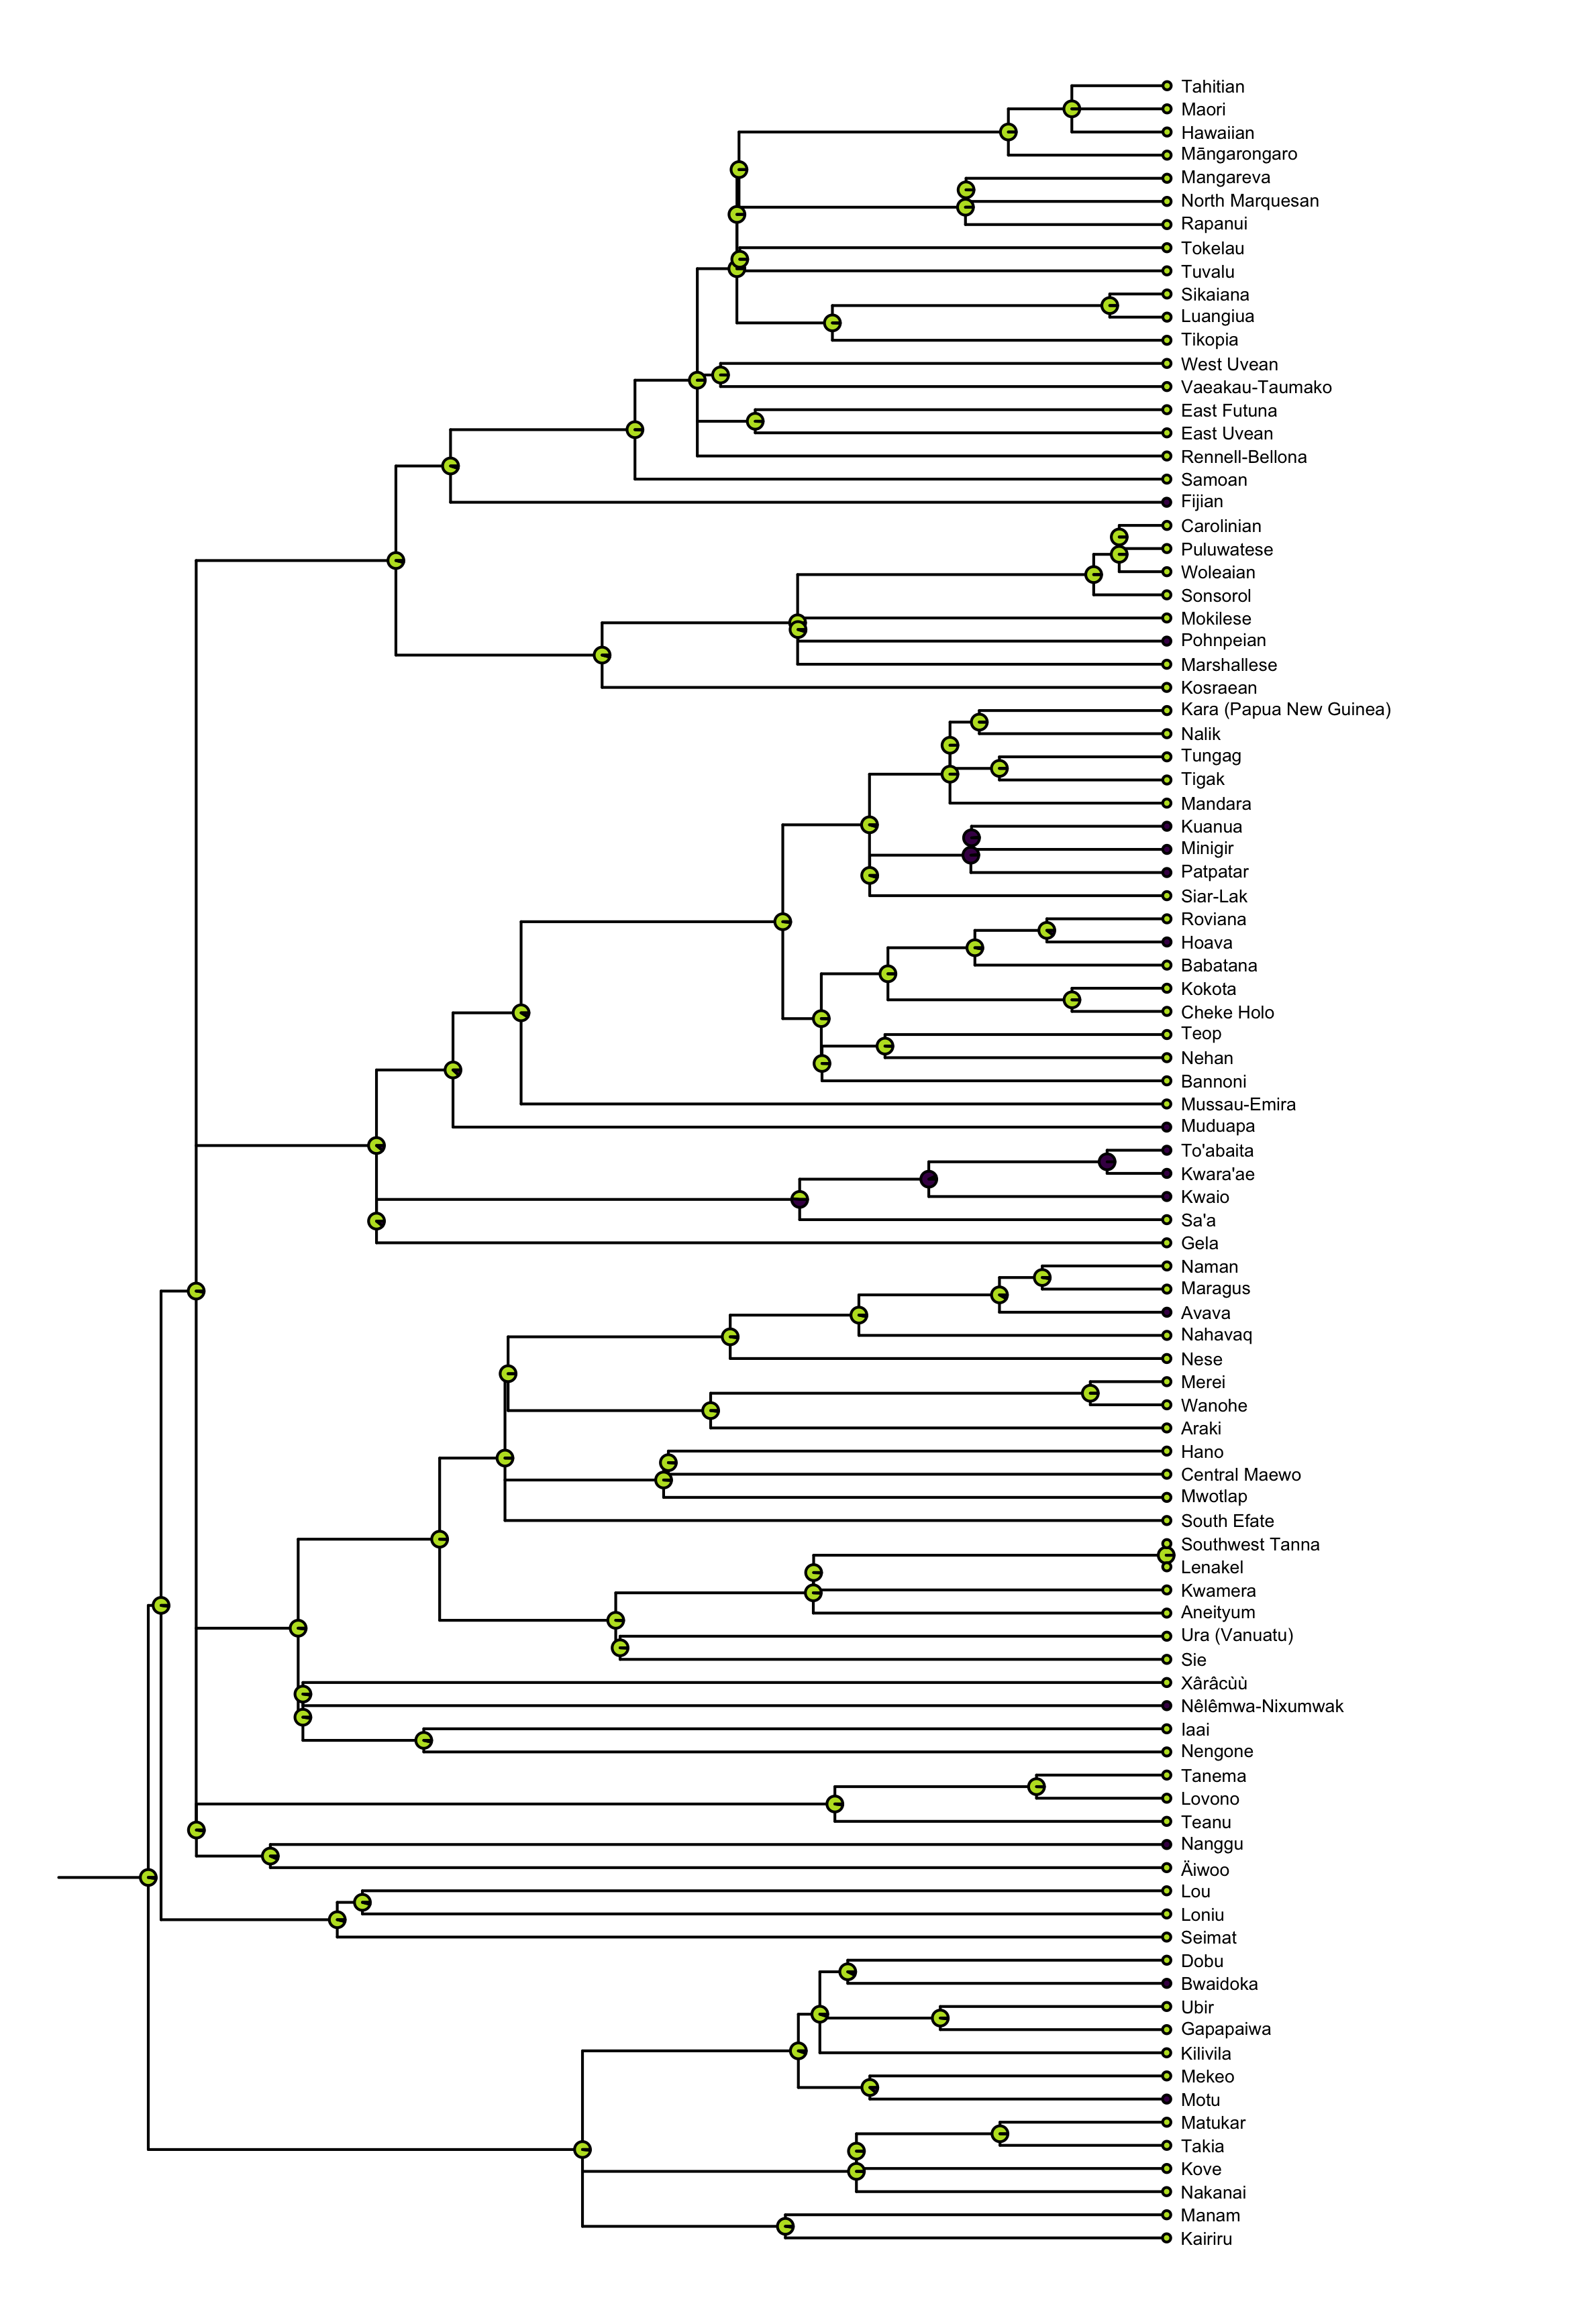 Tahitian
Maori
Hawaiian
Māngarongaro
Mangareva
North Marquesan
Rapanui
Tokelau
Tuvalu
Sikaiana
Luangiua
Tikopia
West Uvean
Vaeakau-Taumako
East Futuna
East Uvean
Rennell-Bellona
Samoan
Fijian
Carolinian
Puluwatese
Woleaian
Sonsorol
Mokilese
Pohnpeian
Marshallese
Kosraean
Kara (Papua New Guinea)
Nalik
Tungag
Tigak
Mandara
Kuanua
Minigir
Patpatar
Siar-Lak
Roviana
Hoava
Babatana
Kokota
Cheke Holo
Teop
Nehan
Bannoni
Mussau-Emira
Muduapa
To'abaita
Kwara'ae
Kwaio
Sa'a
Gela
Naman
Maragus
Avava
Nahavaq
Nese
Merei
Wanohe
Araki
Hano
Central Maewo
Mwotlap
South Efate
Southwest Tanna
Lenakel
Kwamera
Aneityum
Ura (Vanuatu)
Sie
Xârâcùù
Nêlêmwa-Nixumwak
Iaai
Nengone
Tanema
Lovono
Teanu
Nanggu
Äiwoo
Lou
Loniu
Seimat
Dobu
Bwaidoka
Ubir
Gapapaiwa
Kilivila
Mekeo
Motu
Matukar
Takia
Kove
Nakanai
Manam
Kairiru